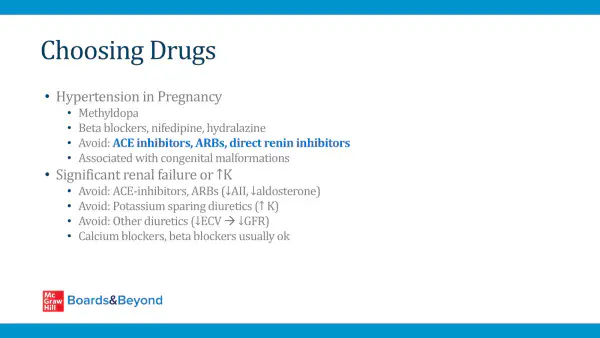 Choosing Drugs
• Hypertension in Pregnancy
• Methyldopa
• Beta blockers, nifedipine, hydralazine
• Avoid: ACE inhibitors, ARBs, direct renin inhibitors
• Associated with congenital malformations
• Significant renal failure or ↑K
• Avoid: ACE-inhibitors, ARBs (↓AII, ↓aldosterone)
• Avoid: Potassium sparing diuretics (↑ K)
• Avoid: Other diuretics (↓ECV → ↓GFR)
• Calcium blockers, beta blockers usually ok
Mc
Graw
Hill
Boards&Beyond